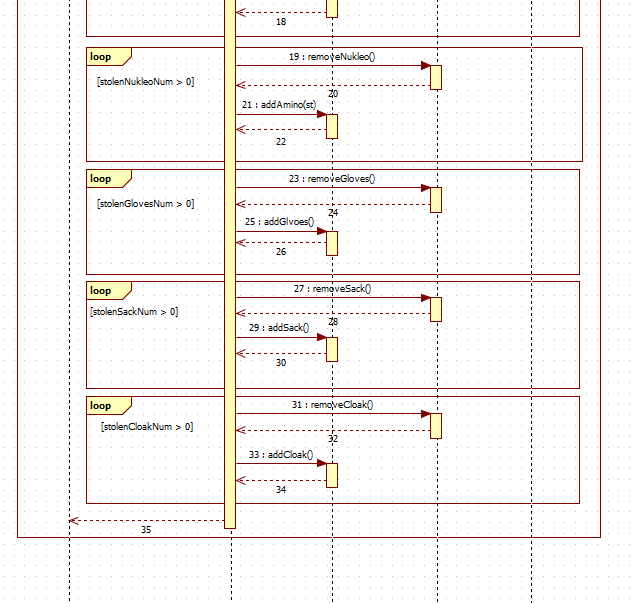 18
loop
19 : removeNukleo()
[stolenNukleoNum > 0]
20
21 : addAmino(st)
22
loop
23 : removeGloves()
[stolenGlovesNum > 0]
24
25 : addGlvoes()
26
loop
27 : removeSack()
[stolenSackNum > 0]
28
29 : addSack()
30
loop
31 : removeCloak()
[stolenCloakNum > 0]
32
33 : addCloak()
34
35